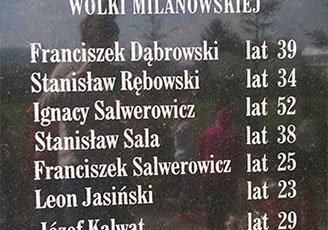 WOLKI MILANOWSKIEJ
Franciszek Dąbrowski lat 39
Stanisław Rębowski lat 34
Ignacy Salwerowicz lat 52
Stanisław Sala lat 38
Franciszek Salwerowicz lat 25
Leon Jasiński lat 23
Józef Kalwat lat 29